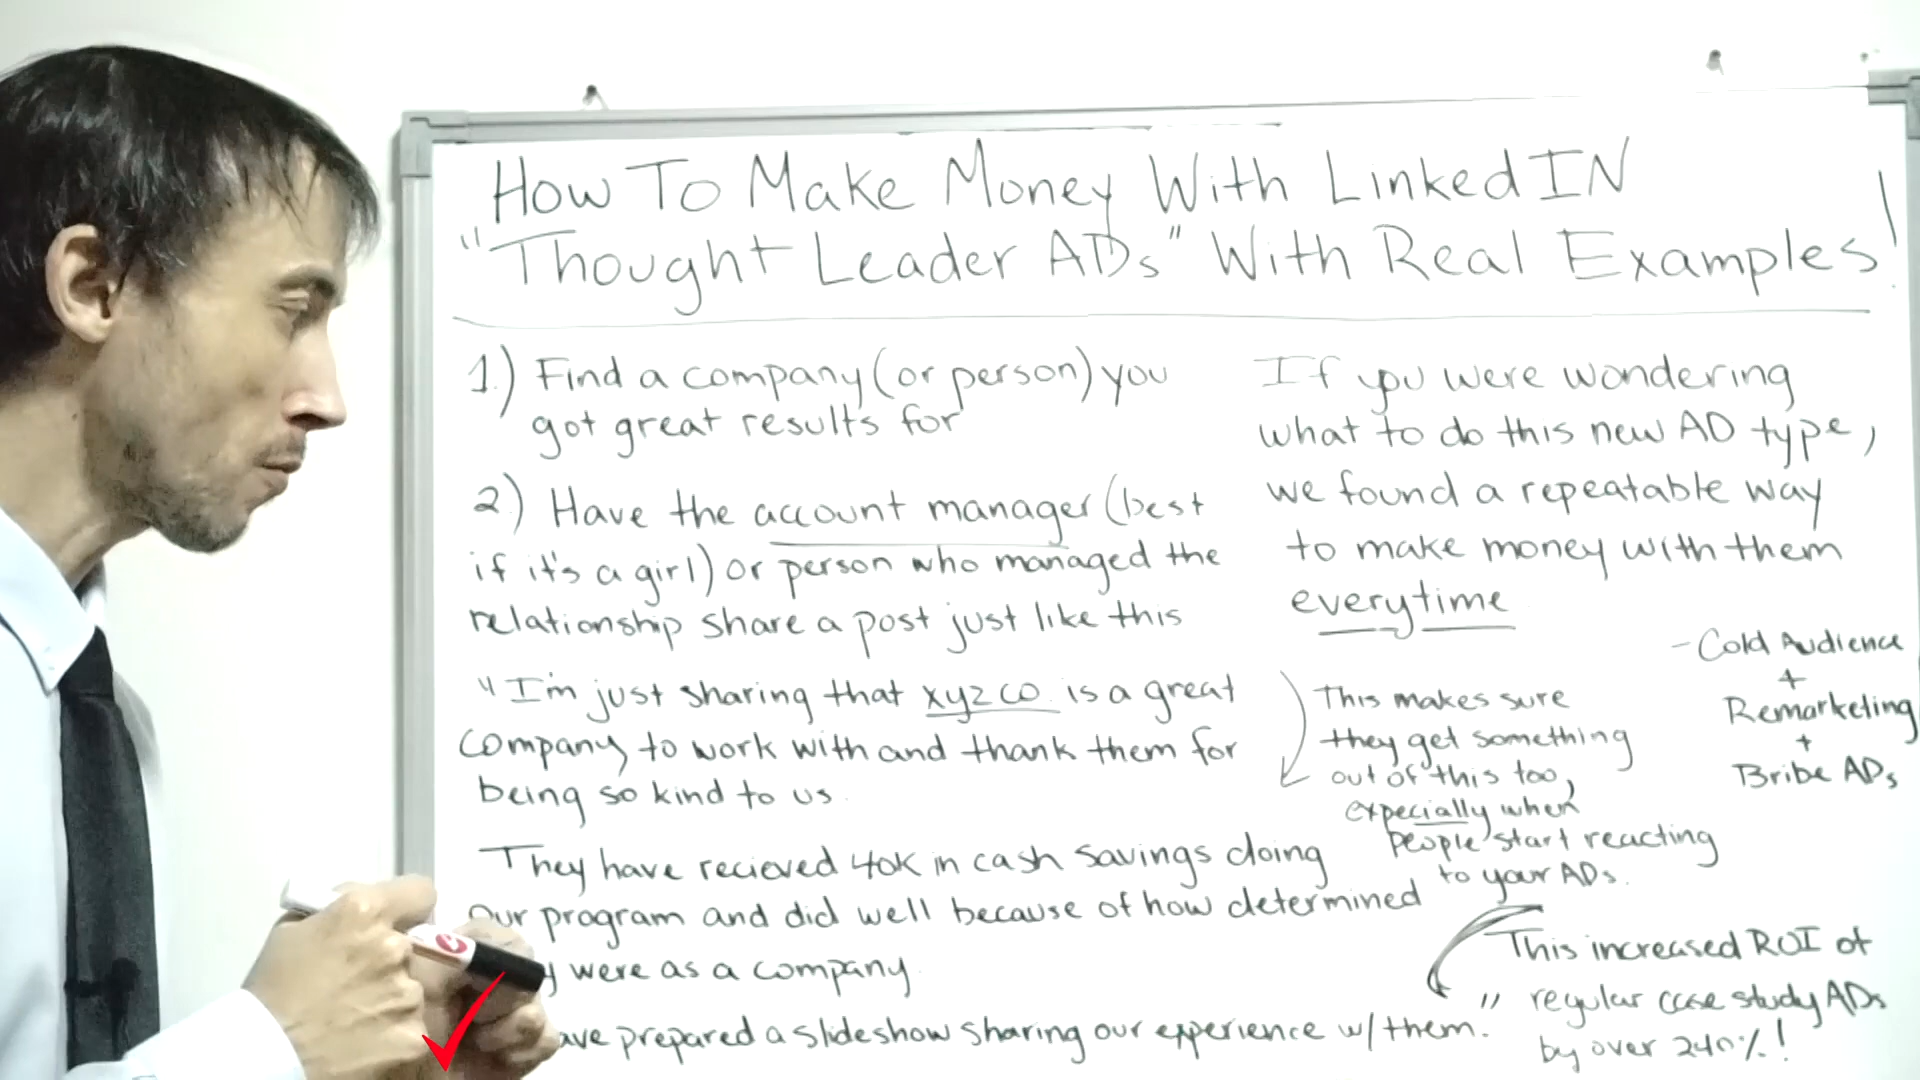 How To Make Money With LinkedIN
"Thought Leader ADs" With Real Examples!
1.) Find a company (or person) you
got great results for
2.) Have the account manager (best
if it's a girl) or person who managed the
relationship share a post just like this
"I'm just sharing that xyz co. is a great
company to work with and thank them for
being so kind to us.
They have recieved 40K in cash savings doing
our program and did well because of how determined
were as a company.
prepared a slideshow sharing our experience w/ them."
If you were wondering
what to do this new AD type,
we found a repeatable way
to make money with them
everytime
- Cold Audience
+
Remarketing
+
Bribe ADs
This makes sure
they get something
out of this too,
expecially when
people start reacting
to your ADs.
This increased ROI of
regular case study ADs
by over 240%!